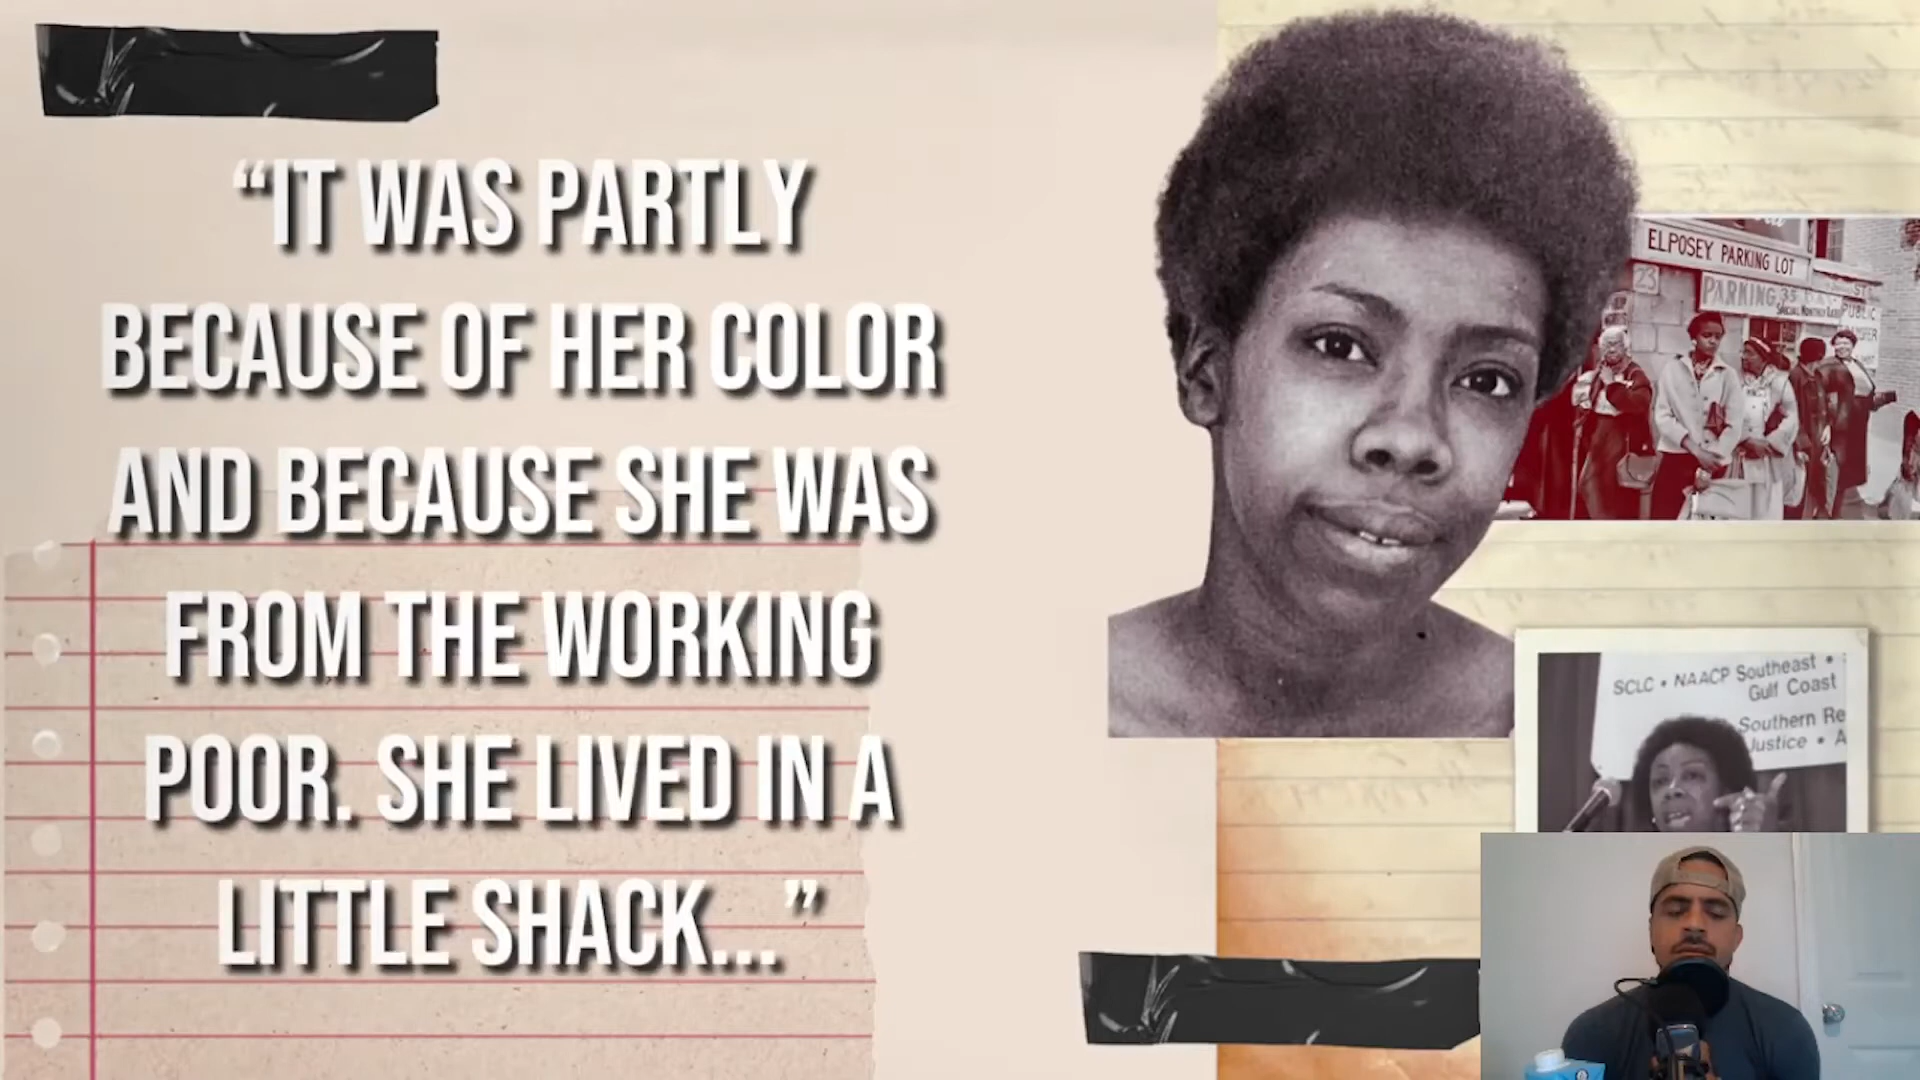 “IT WAS PARTLY
BECAUSE OF HER COLOR
AND BECAUSE SHE WAS
FROM THE WORKING
POOR. SHE LIVED IN A
LITTLE SHACK...”
ELPOSEY PARKING LOT
23
PARKING 35
PUBLIC
SCLC • NAACP Southeast •
Gulf Coast
Southern Re
Justice • A